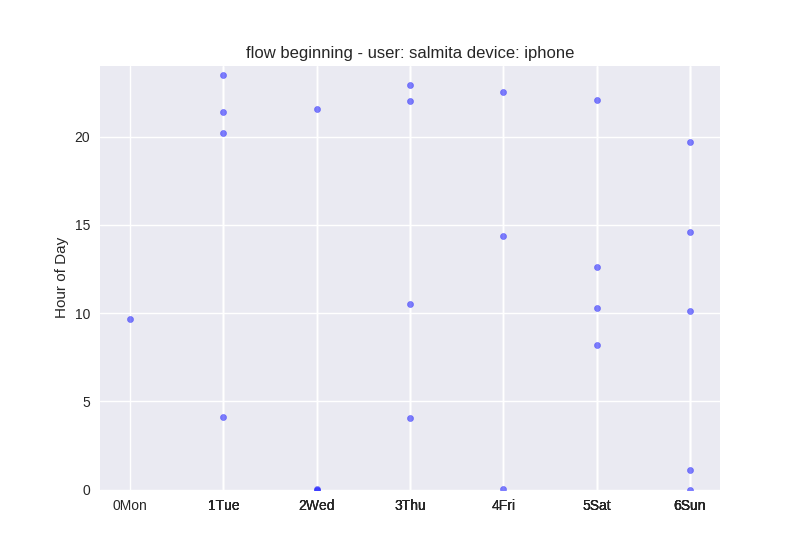 flow beginning - user: salmita device: iphone
Hour of Day
20
15
10
5
0
0Mon 1Tue 2Wed 3Thu 4Fri 5Sat 6Sun